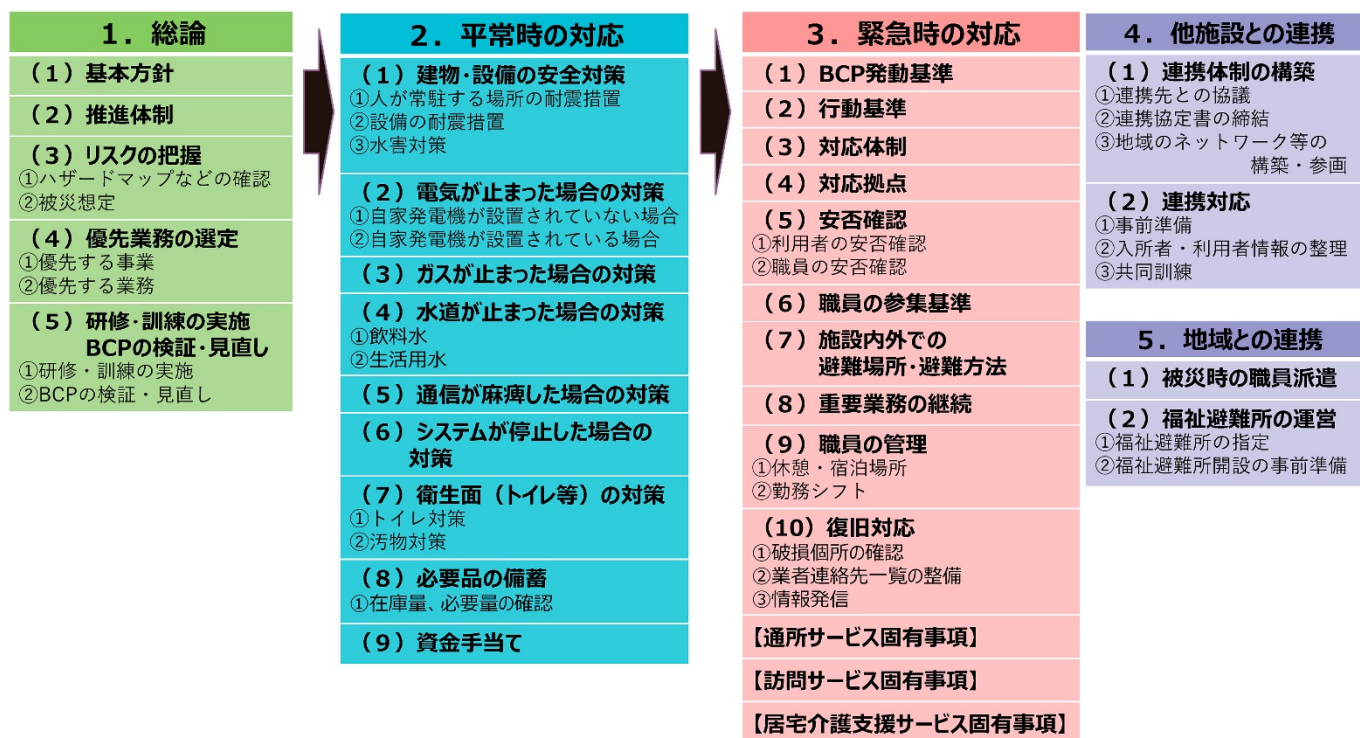 1．総論
（1）基本方針
（2）推進体制
（3）リスクの把握
①ハザードマップなどの確認
②被災想定
（4）優先業務の選定
①優先する事業
②優先する業務
（5）研修・訓練の実施
BCPの検証・見直し
①研修・訓練の実施
②BCPの検証・見直し
2．平常時の対応
（1）建物・設備の安全対策
①人が常駐する場所の耐震措置
②設備の耐震措置
③水害対策
（2）電気が止まった場合の対策
①自家発電機が設置されていない場合
②自家発電機が設置されている場合
（3）ガスが止まった場合の対策
（4）水道が止まった場合の対策
①飲料水
②生活用水
（5）通信が麻痺した場合の対策
（6）システムが停止した場合の
対策
（7）衛生面（トイレ等）の対策
①トイレ対策
②汚物対策
（8）必要品の備蓄
①在庫量、必要量の確認
（9）資金手当て
3．緊急時の対応
（1）BCP発動基準
（2）行動基準
（3）対応体制
（4）対応拠点
（5）安否確認
①利用者の安否確認
②職員の安否確認
（6）職員の参集基準
（7）施設内外での
避難場所・避難方法
（8）重要業務の継続
（9）職員の管理
①休憩・宿泊場所
②勤務シフト
（10）復旧対応
①破損個所の確認
②業者連絡先一覧の整備
③情報発信
【通所サービス固有事項】
【訪問サービス固有事項】
【居宅介護支援サービス固有事項】
4．他施設との連携
（1）連携体制の構築
①連携先との協議
②連携協定書の締結
③地域のネットワーク等の
構築・参画
（2）連携対応
①事前準備
②入所者・利用者情報の整理
③共同訓練
5．地域との連携
（1）被災時の職員派遣
（2）福祉避難所の運営
①福祉避難所の指定
②福祉避難所開設の事前準備